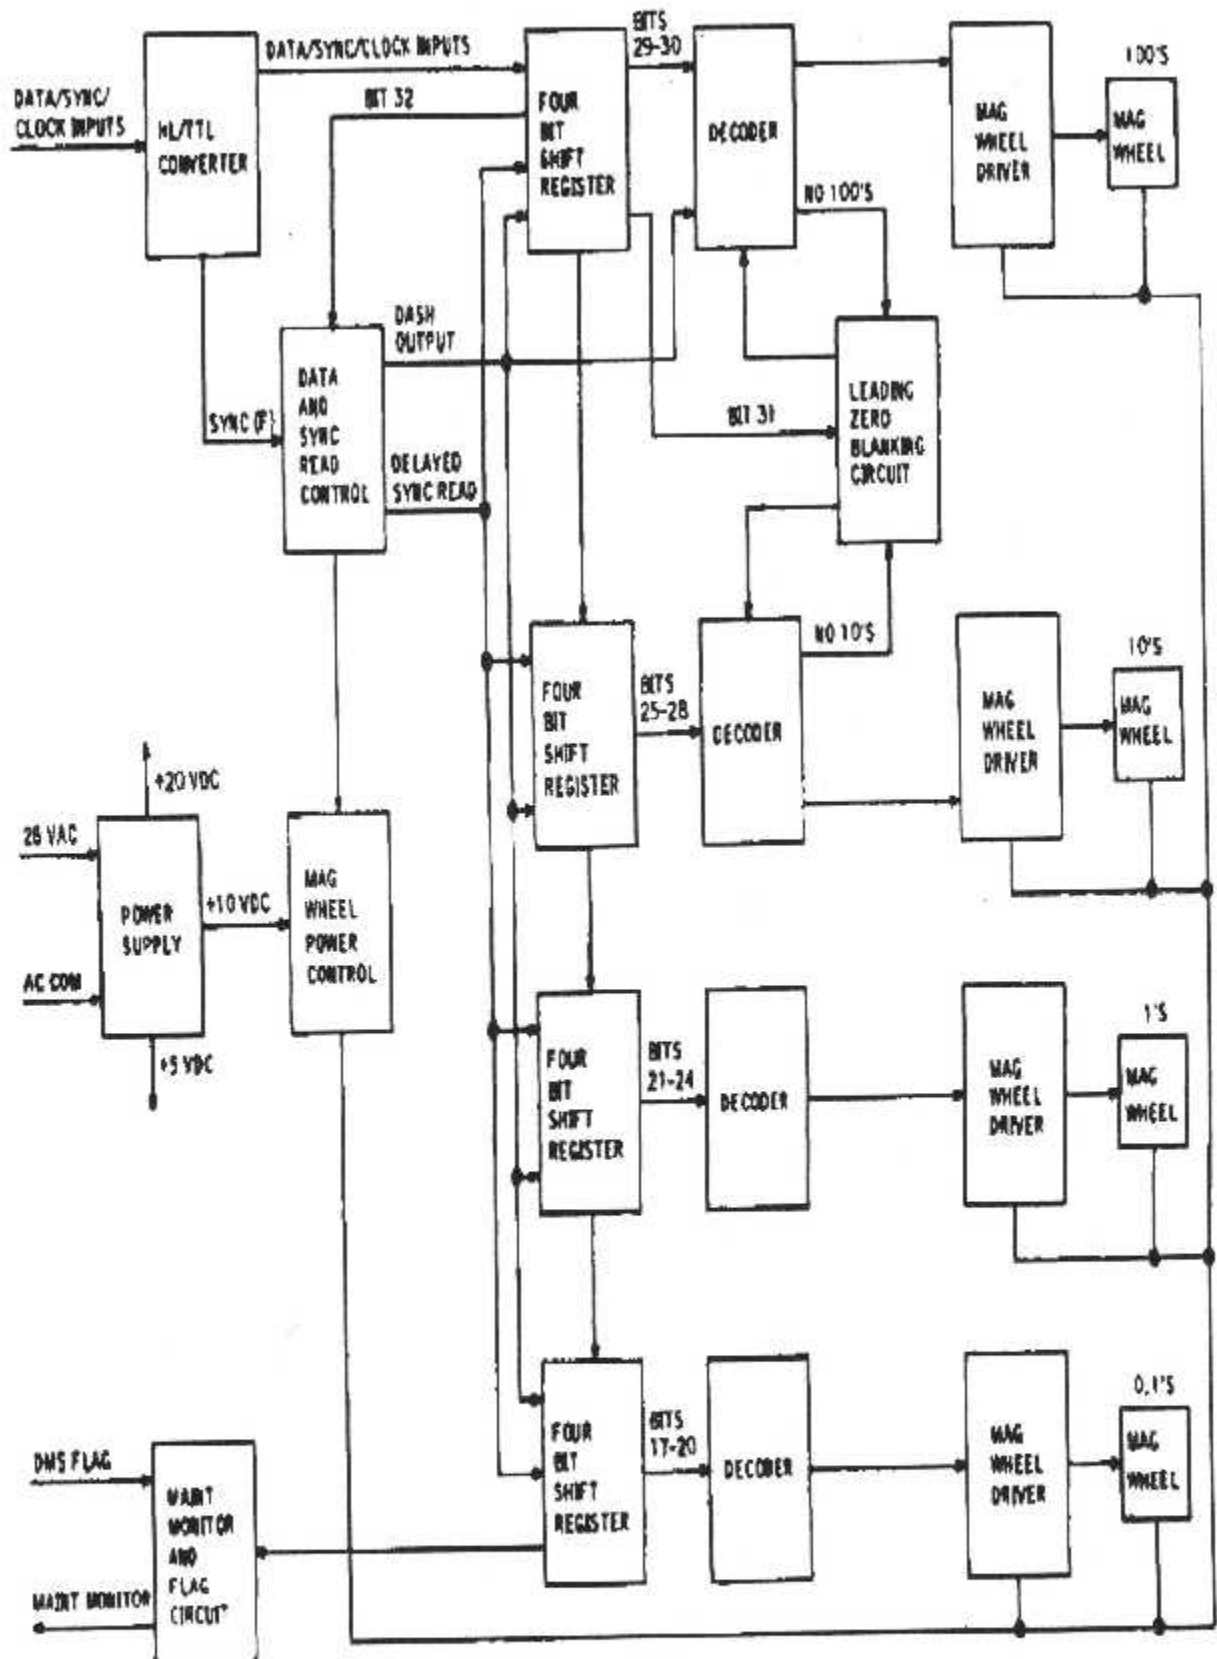 DATA/SYNC/
CLOCK INPUTS
HL/TTL
CONVERTER
DATA/SYNC/CLOCK INPUTS
BIT 32
FOUR
BIT
SHIFT
REGISTER
BITS
29-30
DECODER
MAG
WHEEL
DRIVER
100'S
MAG
WHEEL
NO 100'S
SYNC (F)
DATA
AND
SYNC
READ
CONTROL
DASH
OUTPUT
DELAYED
SYNC READ
BIT 31
LEADING
ZERO
BLANKING
CIRCUIT
FOUR
BIT
SHIFT
REGISTER
BITS
25-28
DECODER
NO 10'S
MAG
WHEEL
DRIVER
10'S
MAG
WHEEL
+20 VDC
26 VAC
AC COM
POWER
SUPPLY
+10 VDC
+5 VDC
MAG
WHEEL
POWER
CONTROL
FOUR
BIT
SHIFT
REGISTER
BITS
21-24
DECODER
MAG
WHEEL
DRIVER
1'S
MAG
WHEEL
FOUR
BIT
SHIFT
REGISTER
BITS
17-20
DECODER
MAG
WHEEL
DRIVER
0.1'S
MAG
WHEEL
DMS FLAG
MAINT MONITOR
MAINT
MONITOR
AND
FLAG
CIRCUIT